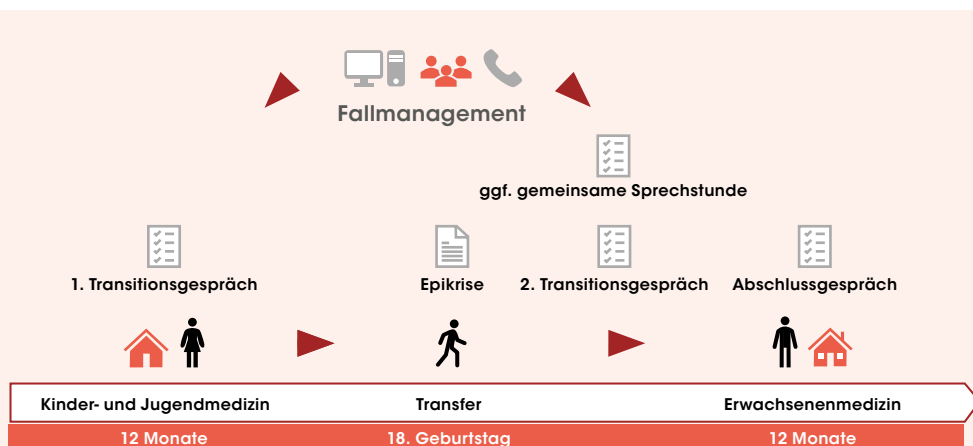 Fallmanagement
ggf. gemeinsame Sprechstunde
1. Transitionsgespräch
Epikrise
2. Transitionsgespräch
Abschlussgespräch
Kinder- und Jugendmedizin
Transfer
Erwachsenenmedizin
12 Monate
18. Geburtstag
12 Monate